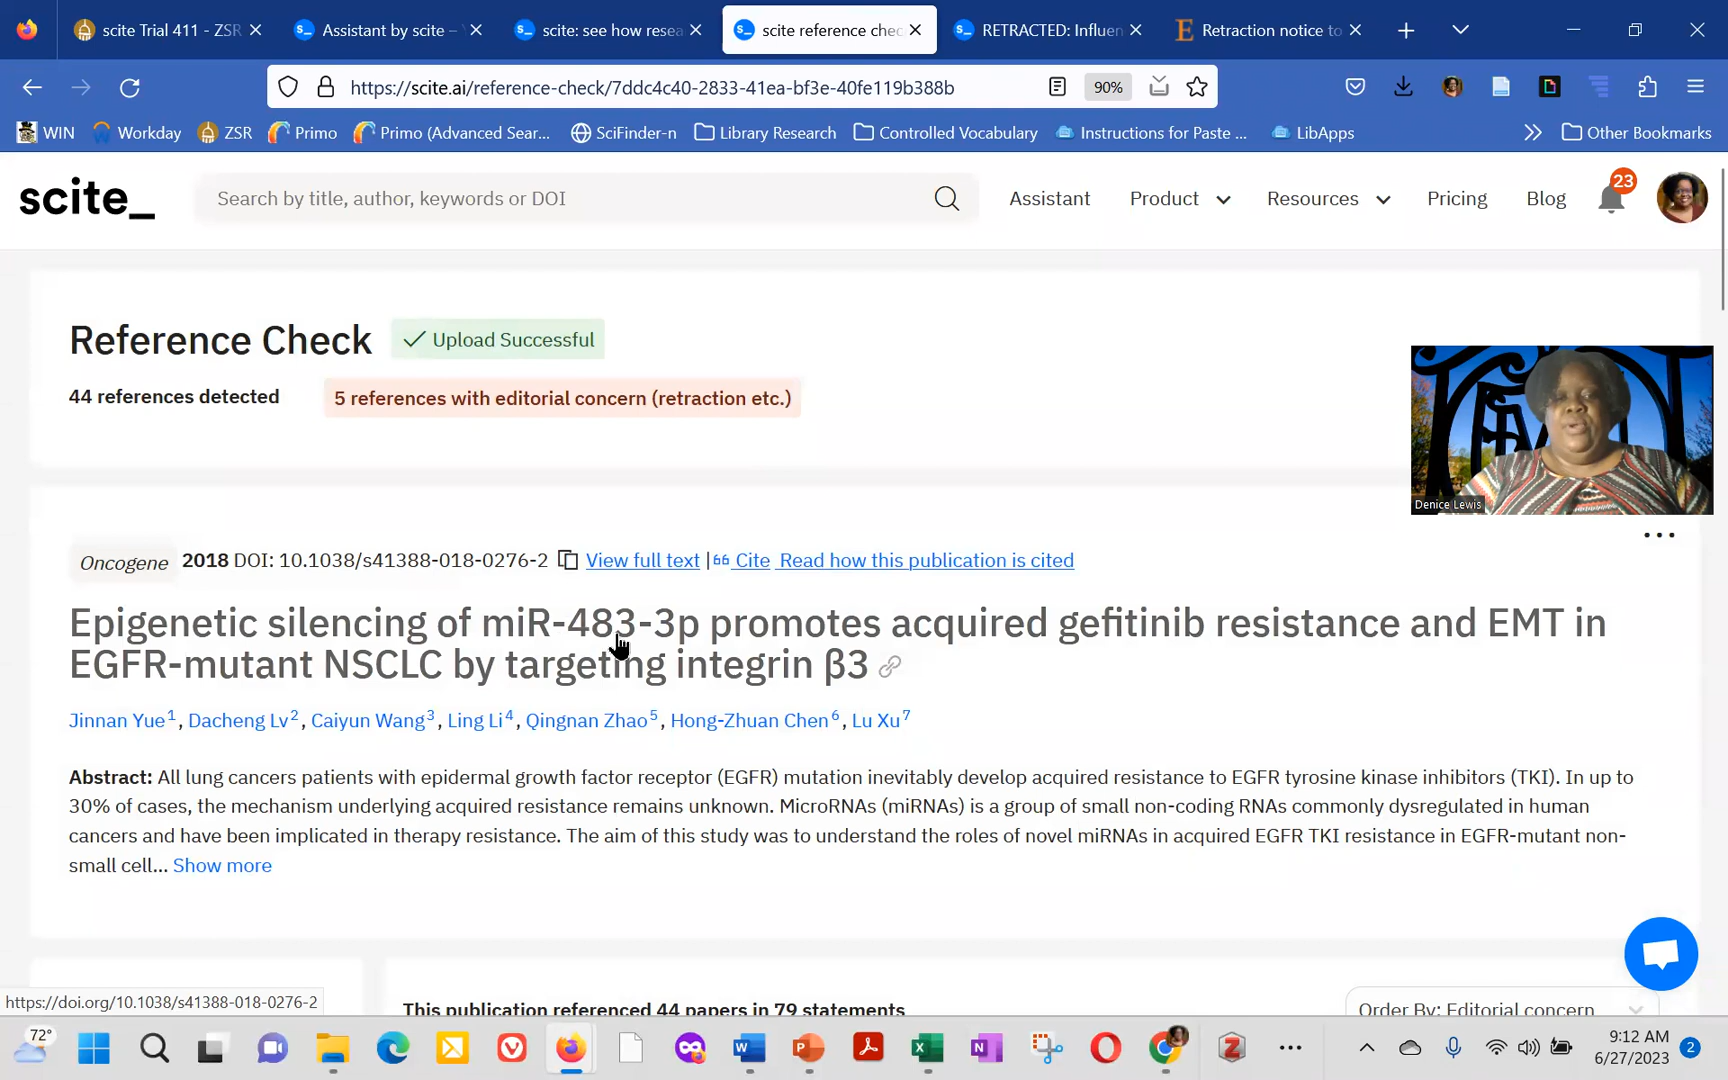 scite Trial 411 - ZSR
Assistant by scite –
scite: see how resea
scite reference chec
RETRACTED: Influen
Retraction notice to
https://scite.ai/reference-check/7ddc4c40-2833-41ea-bf3e-40fe119b388b
90%
WIN
Workday
ZSR
Primo
Primo (Advanced Sear...
SciFinder-n
Library Research
Controlled Vocabulary
Instructions for Paste ...
LibApps
Other Bookmarks
scite_
Search by title, author, keywords or DOI
Assistant
Product
Resources
Pricing
Blog
23
Reference Check
Upload Successful
44 references detected
5 references with editorial concern (retraction etc.)
Denice Lewis
Oncogene 2018 DOI: 10.1038/s41388-018-0276-2 View full text | Cite Read how this publication is cited
Epigenetic silencing of miR-483-3p promotes acquired gefitinib resistance and EMT in
EGFR-mutant NSCLC by targeting integrin β3
Jinnan Yue1, Dacheng Lv2, Caiyun Wang3, Ling Li4, Qingnan Zhao5, Hong-Zhuan Chen6, Lu Xu7
Abstract: All lung cancers patients with epidermal growth factor receptor (EGFR) mutation inevitably develop acquired resistance to EGFR tyrosine kinase inhibitors (TKI). In up to
30% of cases, the mechanism underlying acquired resistance remains unknown. MicroRNAs (miRNAs) is a group of small non-coding RNAs commonly dysregulated in human
cancers and have been implicated in therapy resistance. The aim of this study was to understand the roles of novel miRNAs in acquired EGFR TKI resistance in EGFR-mutant non-
small cell... Show more
https://doi.org/10.1038/s41388-018-0276-2
This publication referenced 44 papers in 79 statements
Order By: Editorial concern
72°
9:12 AM
6/27/2023
2